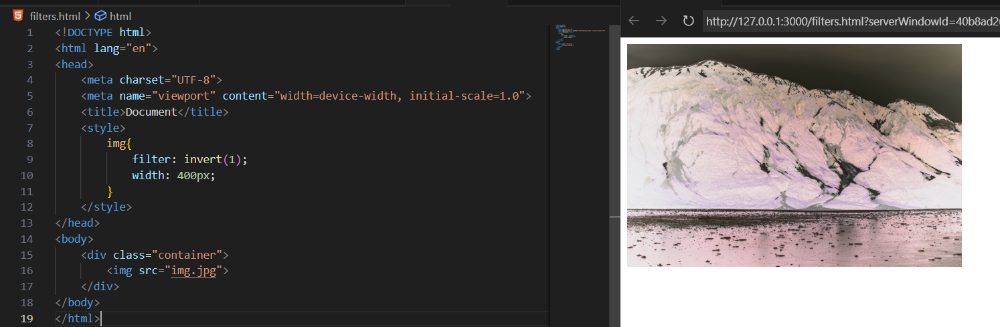 filters.html > html
1 <!DOCTYPE html>
2 <html lang="en">
3 <head>
4 <meta charset="UTF-8">
5 <meta name="viewport" content="width=device-width, initial-scale=1.0">
6 <title>Document</title>
7 <style>
8 img{
9 filter: invert(1);
10 width: 400px;
11 }
12 </style>
13 </head>
14 <body>
15 <div class="container">
16 <img src="img.jpg">
17 </div>
18 </body>
19 </html>
http://127.0.0.1:3000/filters.html?serverWindowId=40b8ad2